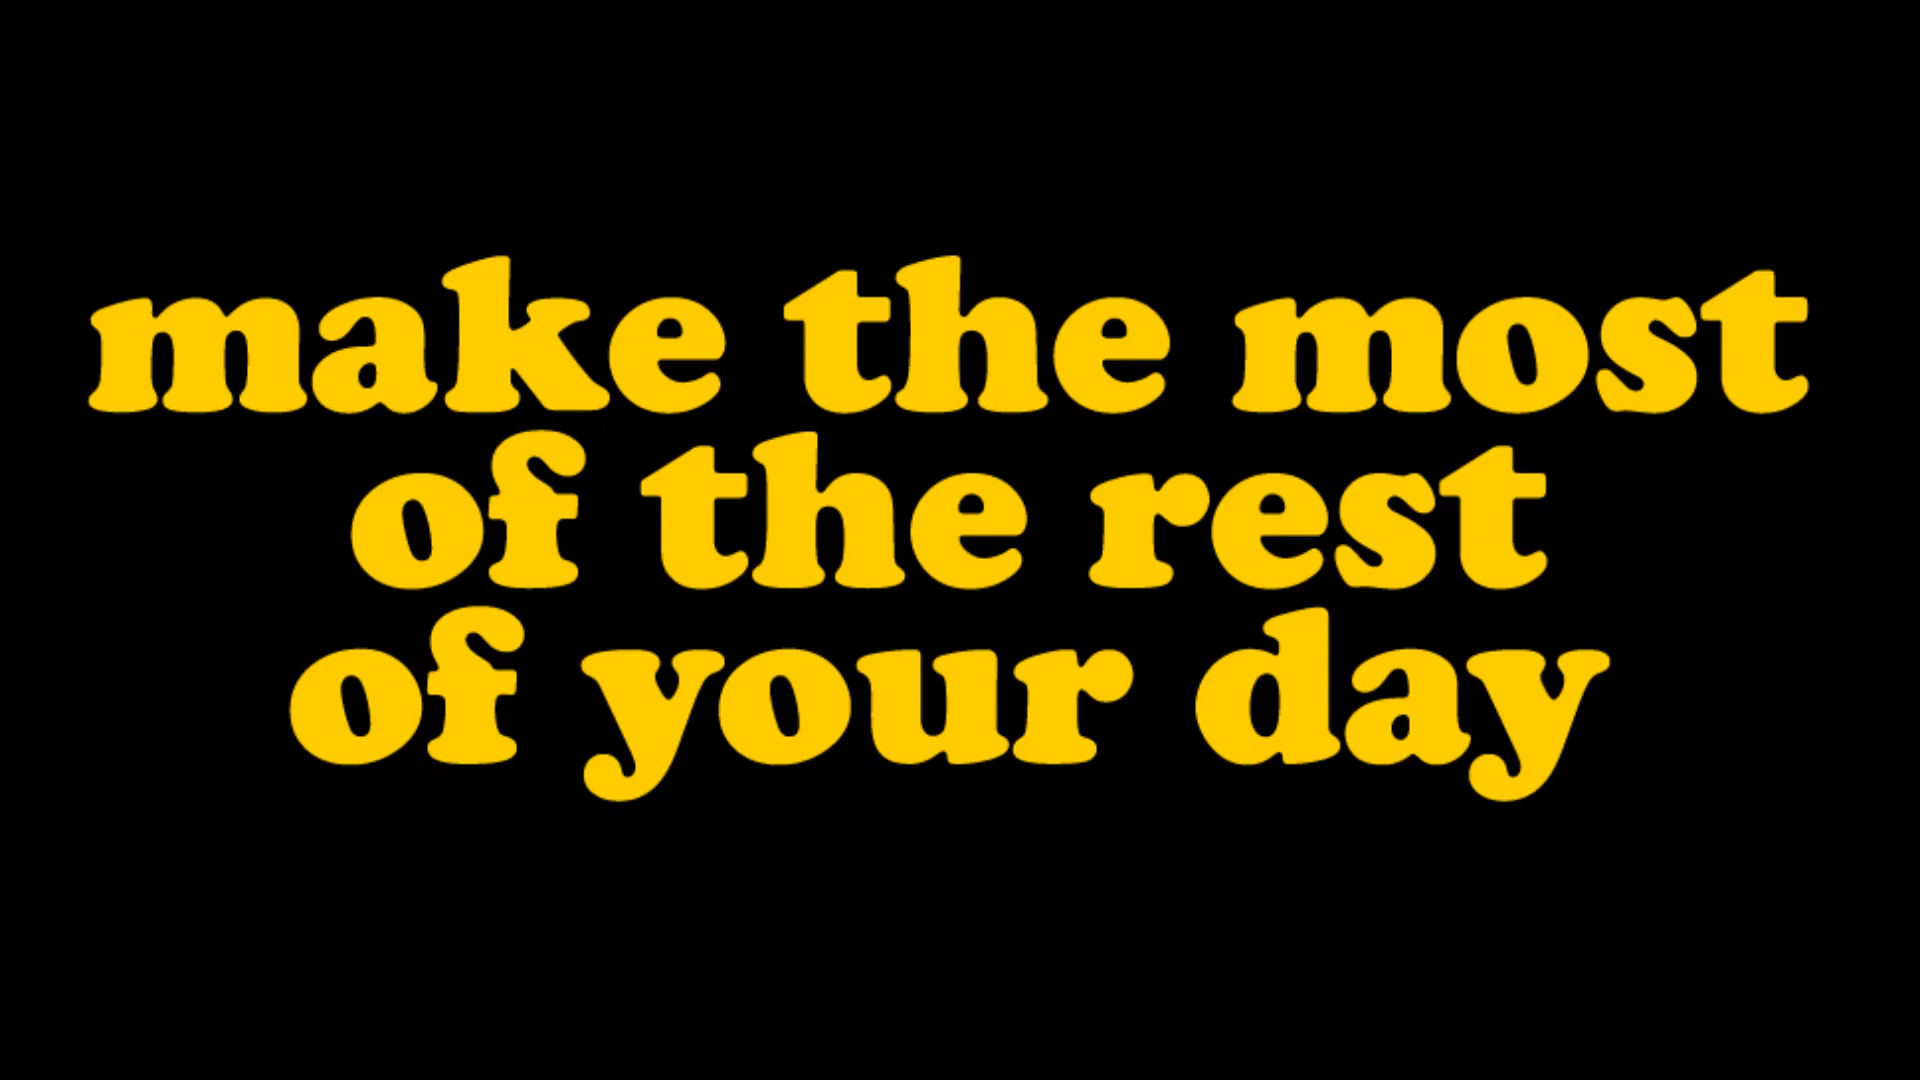 make the most
of the rest
of your day